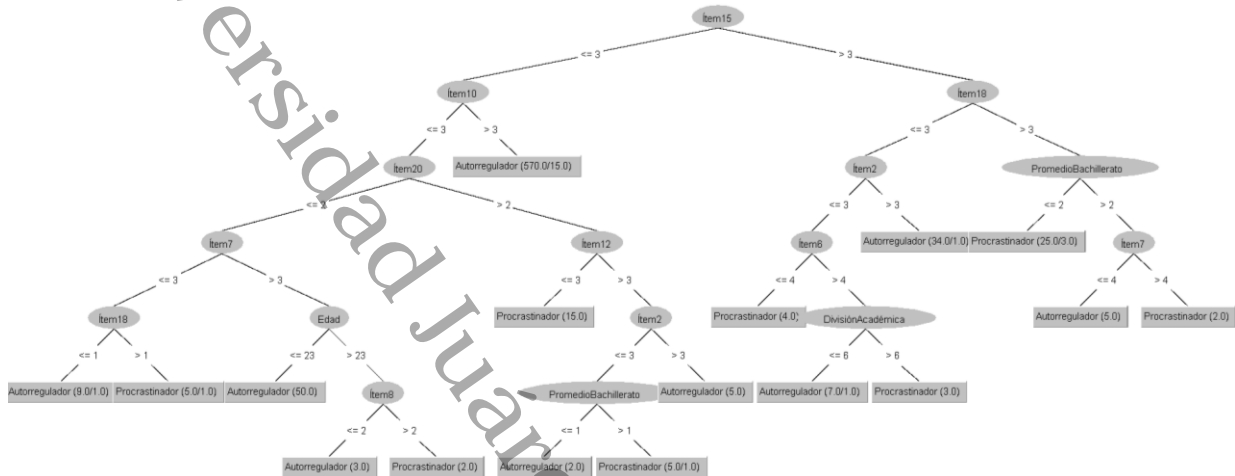 Ítem15
<= 3
> 3
Ítem10
Ítem18
<= 3
> 3
<= 3
> 3
Ítem20
Autorregulador (570.0/15.0)
Ítem2
PromedioBachillerato
<= 2
> 2
<= 3
> 3
<= 2
> 2
Ítem7
Ítem12
Ítem6
Autorregulador (34.0/1.0)
Procrastinador (25.0/3.0)
Ítem7
<= 3
> 3
<= 3
> 3
<= 4
> 4
<= 4
> 4
Ítem18
Edad
Procrastinador (15.0)
Ítem2
Procrastinador (4.0)
DivisiónAcadémica
Autorregulador (5.0)
Procrastinador (2.0)
<= 1
> 1
<= 23
> 23
<= 3
> 3
<= 6
> 6
Autorregulador (9.0/1.0)
Procrastinador (5.0/1.0)
Autorregulador (50.0)
Ítem8
PromedioBachillerato
Autorregulador (5.0)
Autorregulador (7.0/1.0)
Procrastinador (3.0)
<= 2
> 2
<= 1
> 1
Autorregulador (3.0)
Procrastinador (2.0)
Autorregulador (2.0)
Procrastinador (5.0/1.0)
ersidad Juár